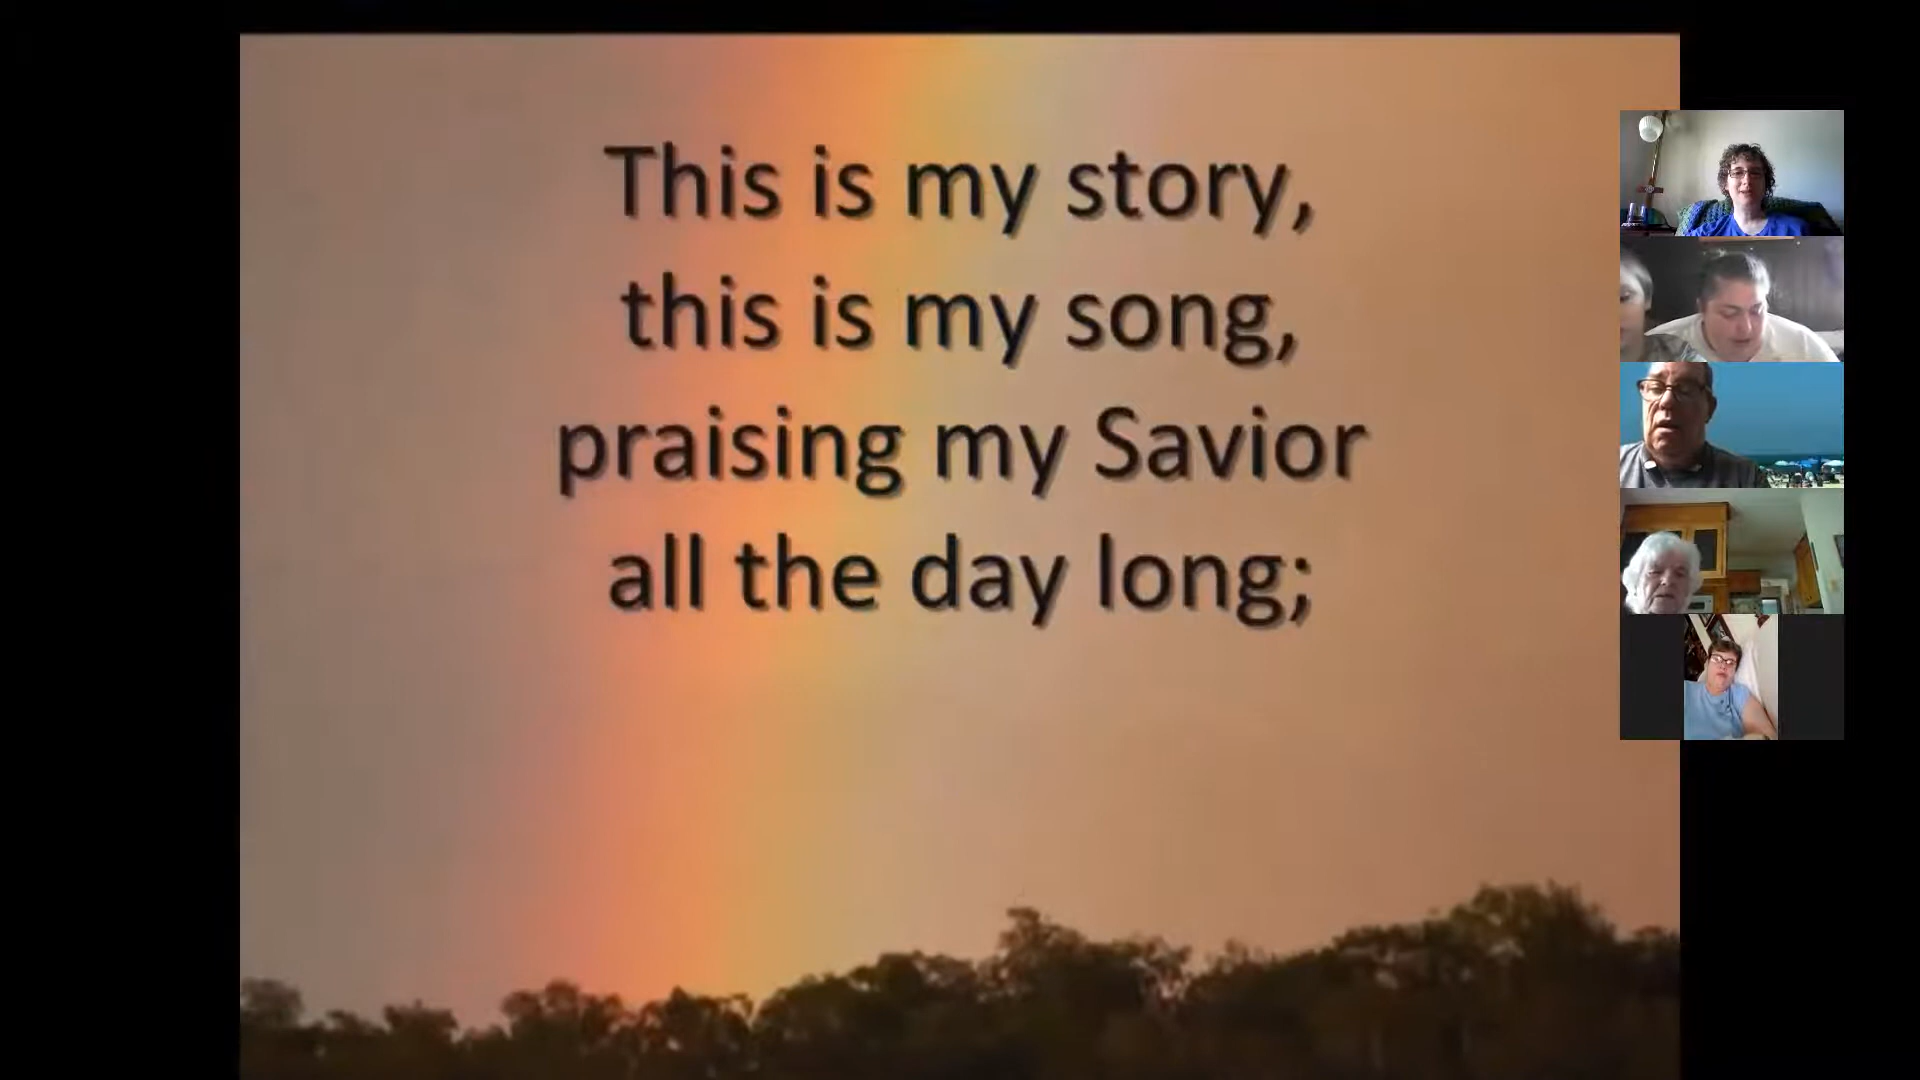 This is my story,
this is my song,
praising my Savior
all the day long;